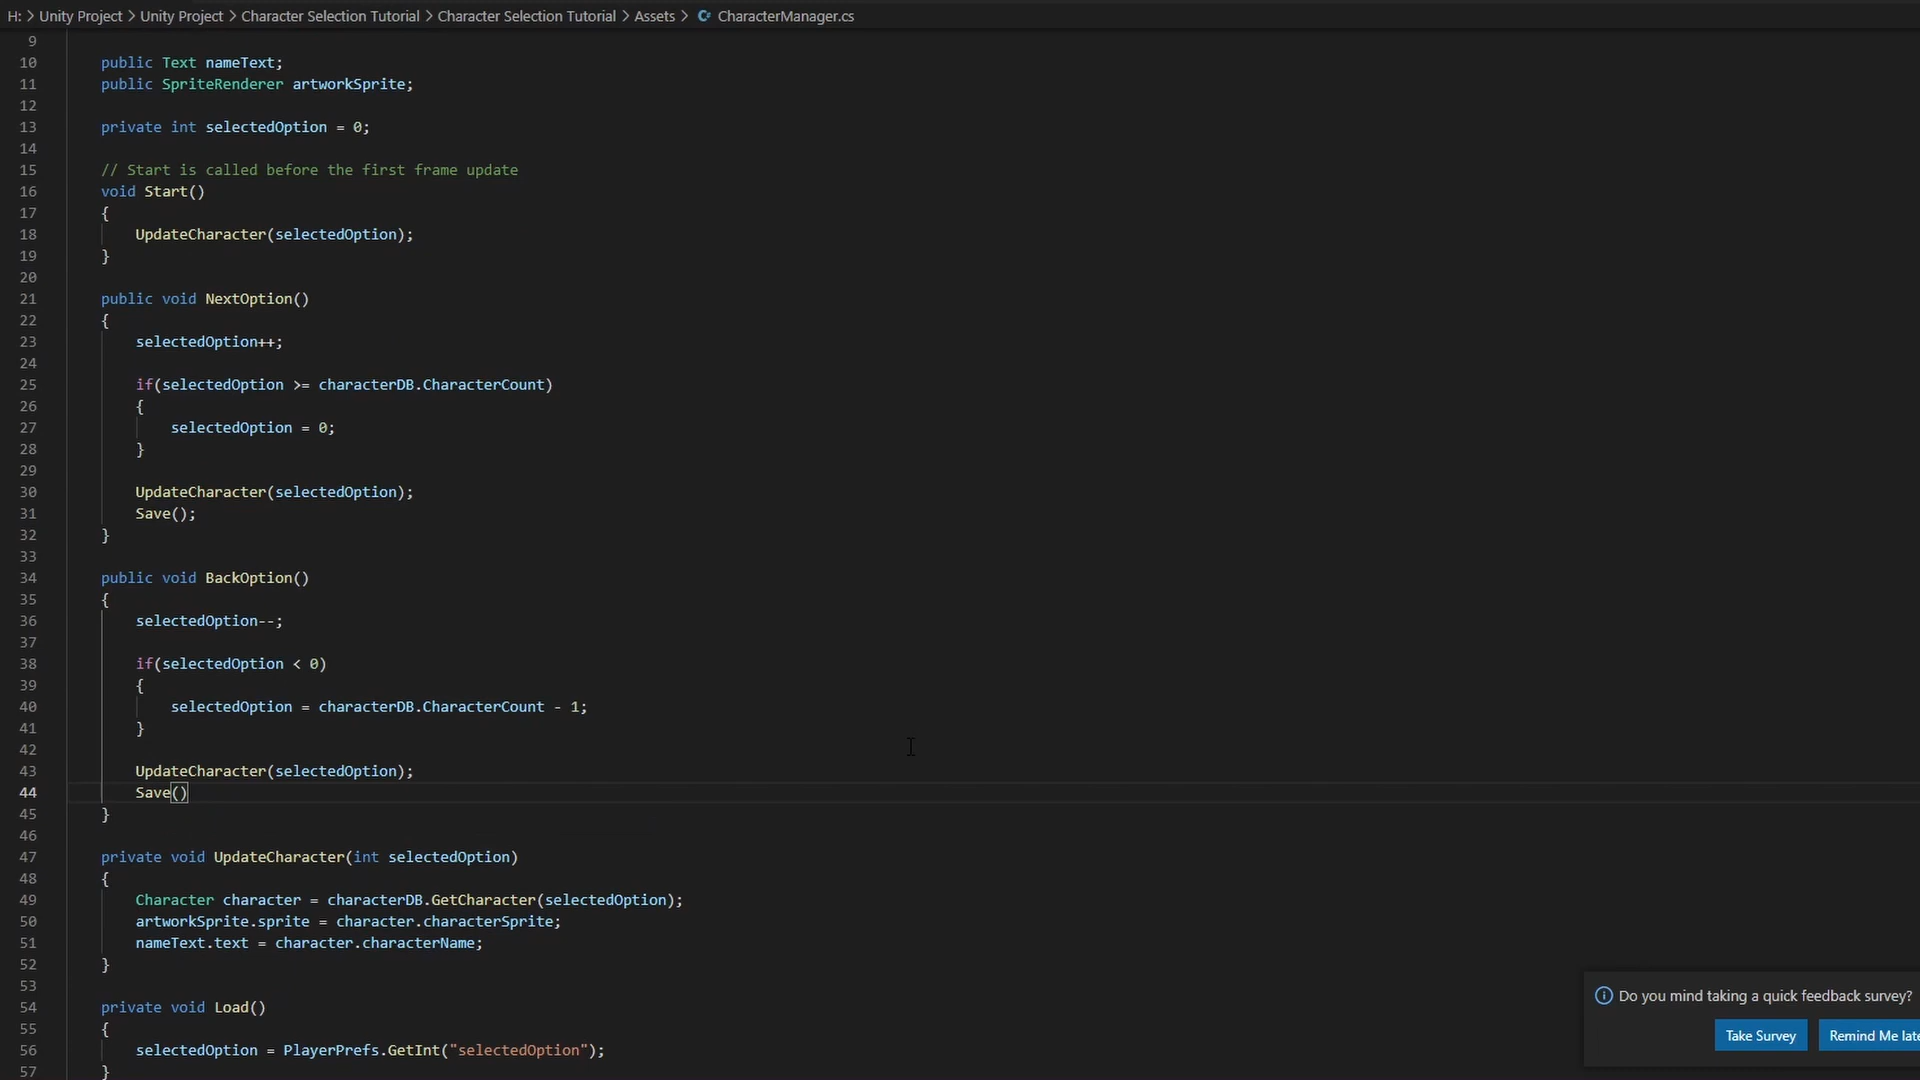 H: > Unity Project > Unity Project > Character Selection Tutorial > Character Selection Tutorial > Assets > CharacterManager.cs
9
10 public Text nameText;
11 public SpriteRenderer artworkSprite;
12
13 private int selectedOption = 0;
14
15 // Start is called before the first frame update
16 void Start()
17 {
18 UpdateCharacter(selectedOption);
19 }
20
21 public void NextOption()
22 {
23 selectedOption++;
24
25 if(selectedOption >= characterDB.CharacterCount)
26 {
27 selectedOption = 0;
28 }
29
30 UpdateCharacter(selectedOption);
31 Save();
32 }
33
34 public void BackOption()
35 {
36 selectedOption--;
37
38 if(selectedOption < 0)
39 {
40 selectedOption = characterDB.CharacterCount - 1;
41 }
42
43 UpdateCharacter(selectedOption);
44 Save()
45 }
46
47 private void UpdateCharacter(int selectedOption)
48 {
49 Character character = characterDB.GetCharacter(selectedOption);
50 artworkSprite.sprite = character.characterSprite;
51 nameText.text = character.characterName;
52 }
53
54 private void Load()
55 {
56 selectedOption = PlayerPrefs.GetInt("selectedOption");
57 }
Do you mind taking a quick feedback survey?
Take Survey
Remind Me late